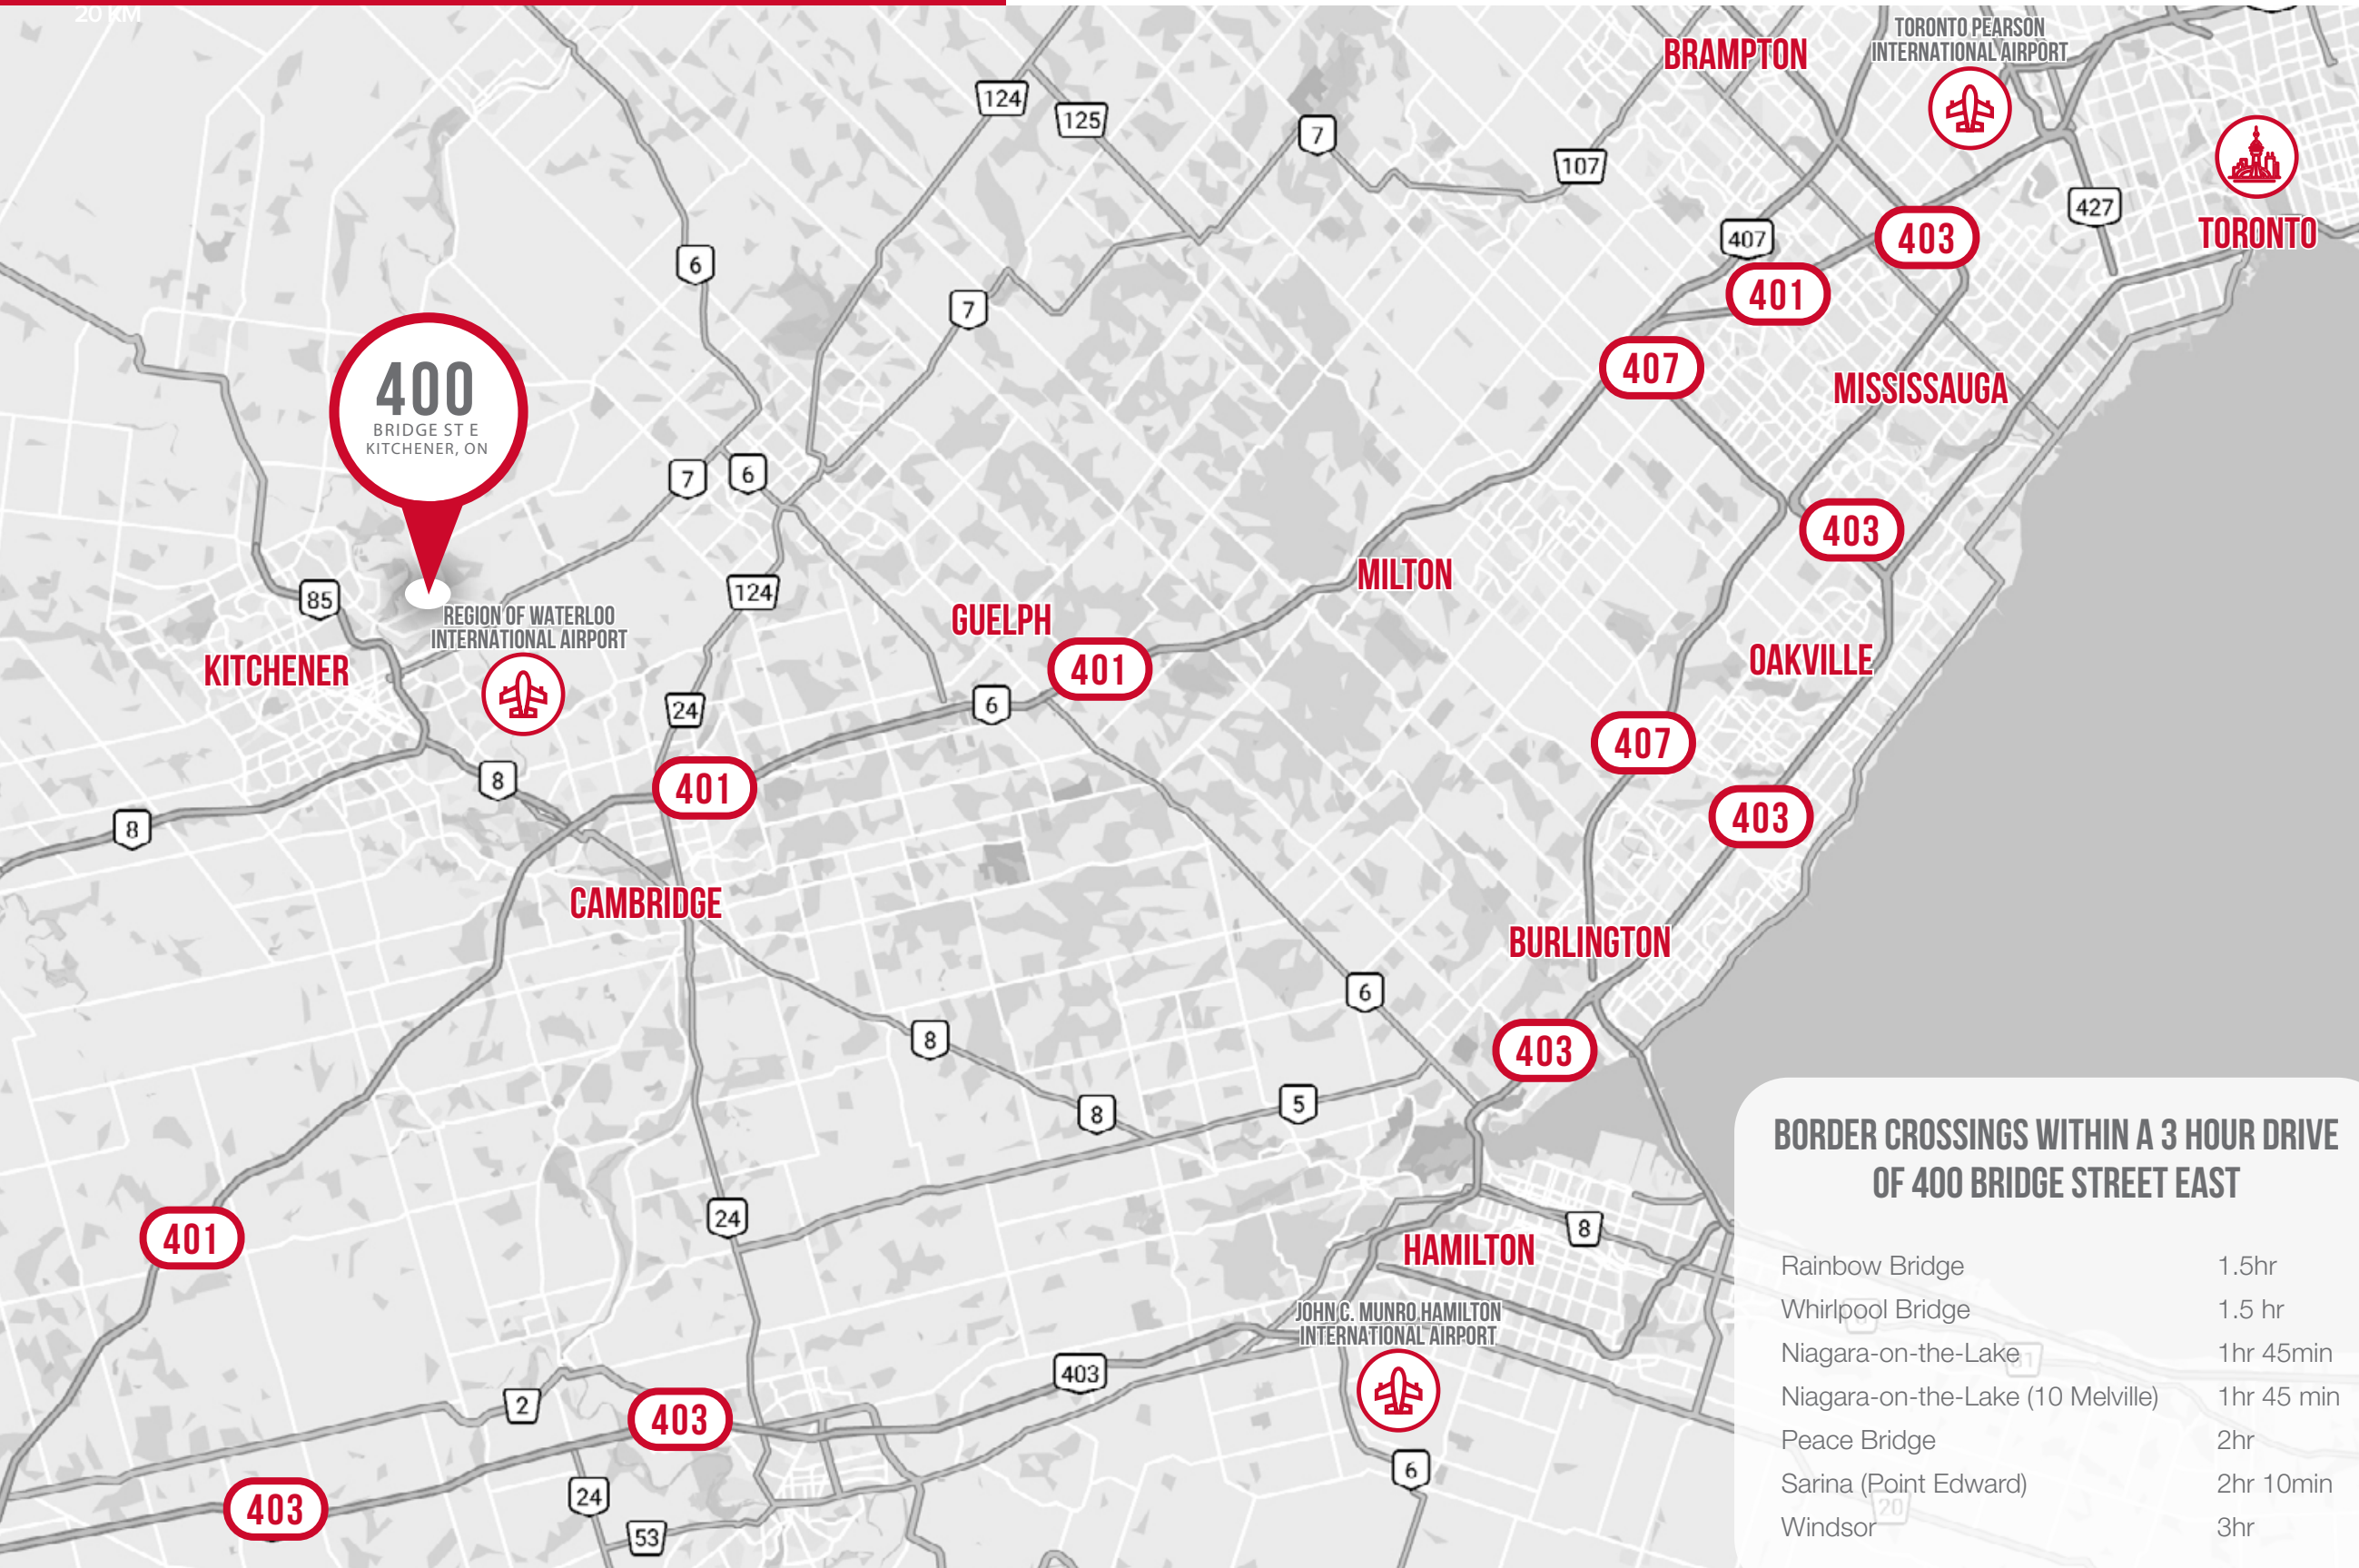 20 KM
TORONTO PEARSON
INTERNATIONAL AIRPORT
BRAMPTON
124
125
7
107
427
TORONTO
407
403
6
401
7
407
MISSISSAUGA
400
BRIDGE ST E
KITCHENER, ON
7
6
403
MILTON
85
124
REGION OF WATERLOO
INTERNATIONAL AIRPORT
GUELPH
KITCHENER
401
OAKVILLE
24
6
407
8
401
403
8
CAMBRIDGE
BURLINGTON
6
8
403
8
5
BORDER CROSSINGS WITHIN A 3 HOUR DRIVE
OF 400 BRIDGE STREET EAST
24
8
401
HAMILTON
Rainbow Bridge 1.5hr
Whirlpool Bridge 1.5 hr
JOHN C. MUNRO HAMILTON
INTERNATIONAL AIRPORT
Niagara-on-the-Lake 1hr 45min
403
Niagara-on-the-Lake (10 Melville) 1hr 45 min
2
403
Peace Bridge 2hr
6
Sarina (Point Edward) 2hr 10min
24
20
403
Windsor 3hr
53